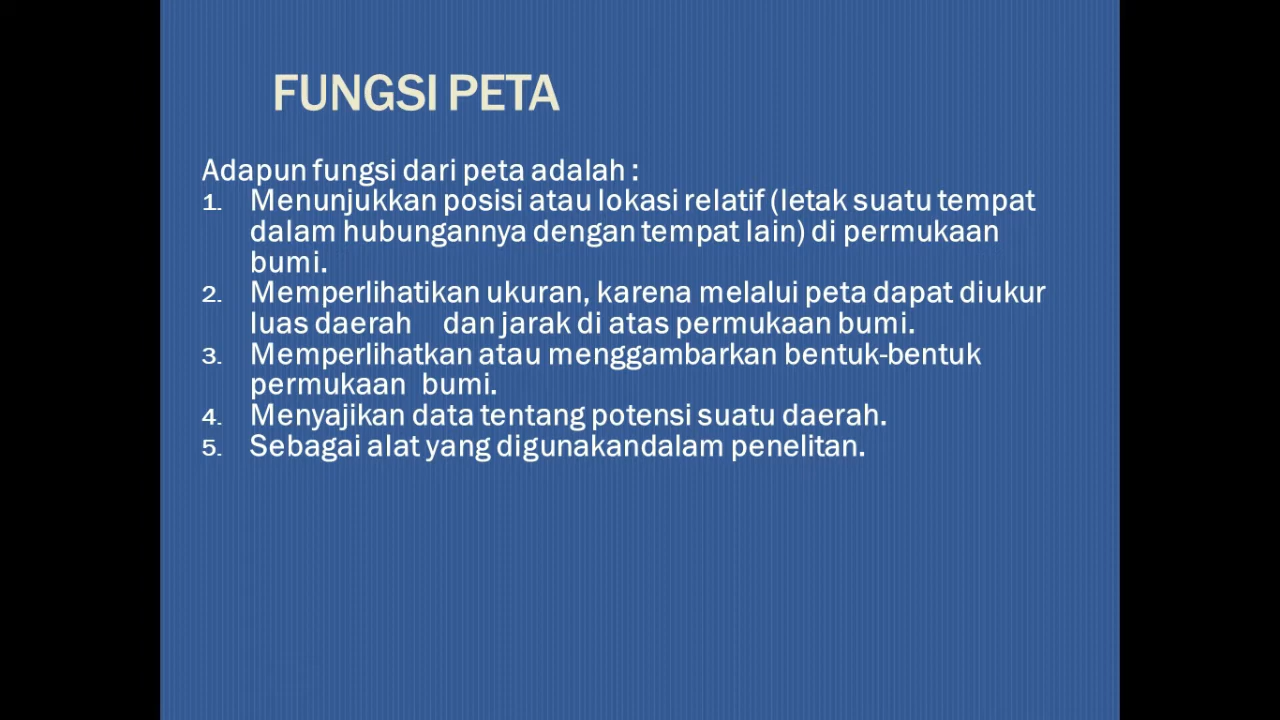 FUNGSI PETA
Adapun fungsi dari peta adalah :
1. Menunjukkan posisi atau lokasi relatif (letak suatu tempat
dalam hubungannya dengan tempat lain) di permukaan
bumi.
2. Memperlihatikan ukuran, karena melalui peta dapat diukur
luas daerah dan jarak di atas permukaan bumi.
3. Memperlihatkan atau menggambarkan bentuk-bentuk
permukaan bumi.
4. Menyajikan data tentang potensi suatu daerah.
5. Sebagai alat yang digunakandalam penelitan.